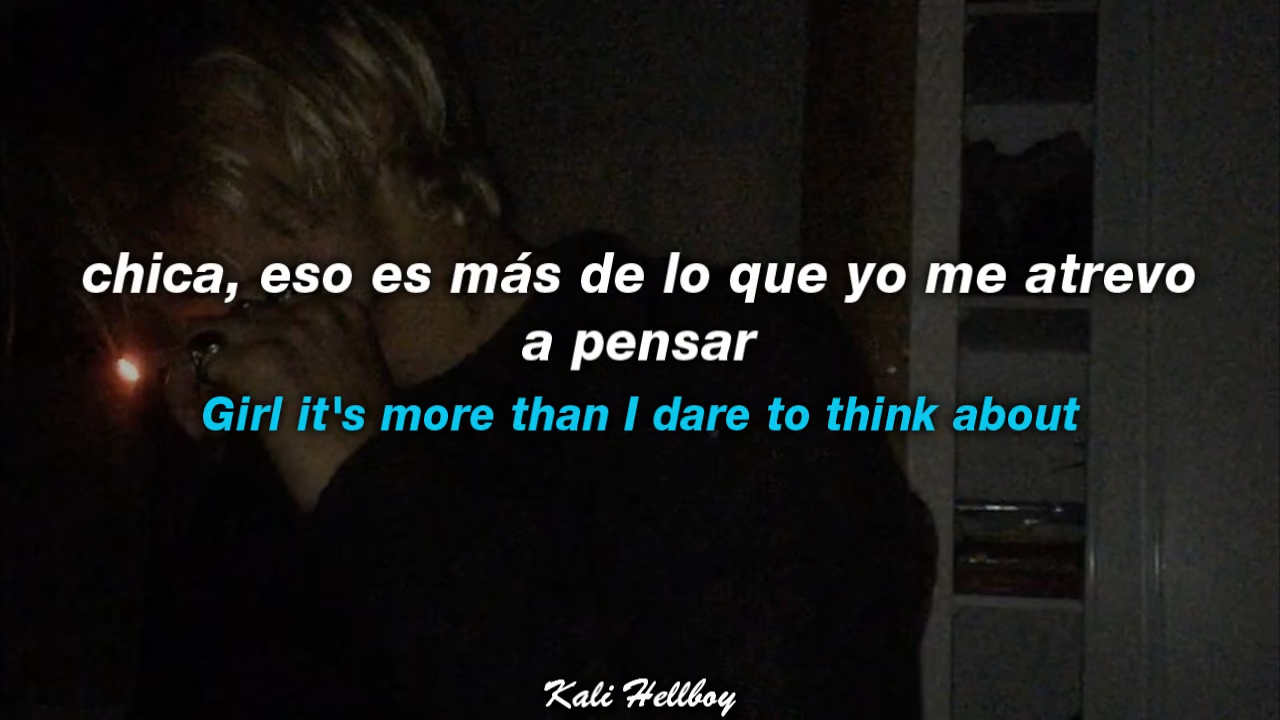 chica, eso es más de lo que yo me atrevo
a pensar
Girl it's more than I dare to think about
Kali Hellboy